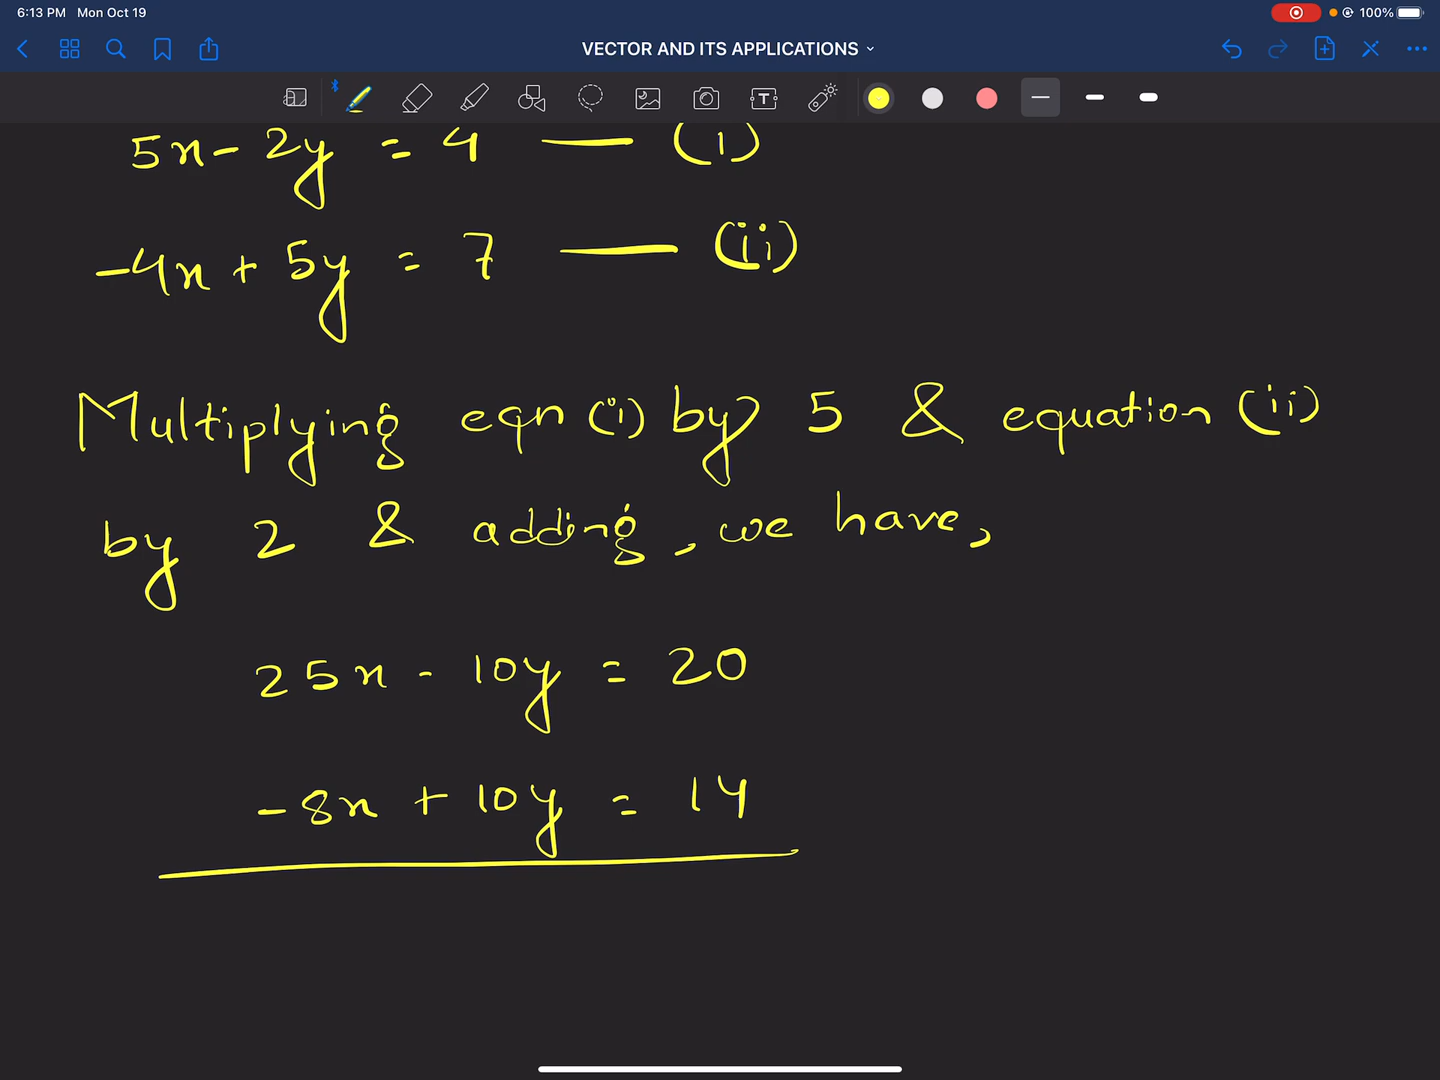 6:13 PM Mon Oct 19
100%
VECTOR AND ITS APPLICATIONS
5x - 2y = 4 — (i)
-4x + 5y = 7 — (ii)
Multiplying eqn (i) by 5 & equation (ii)
by 2 & adding, we have,
25x - 10y = 20
-8x + 10y = 14